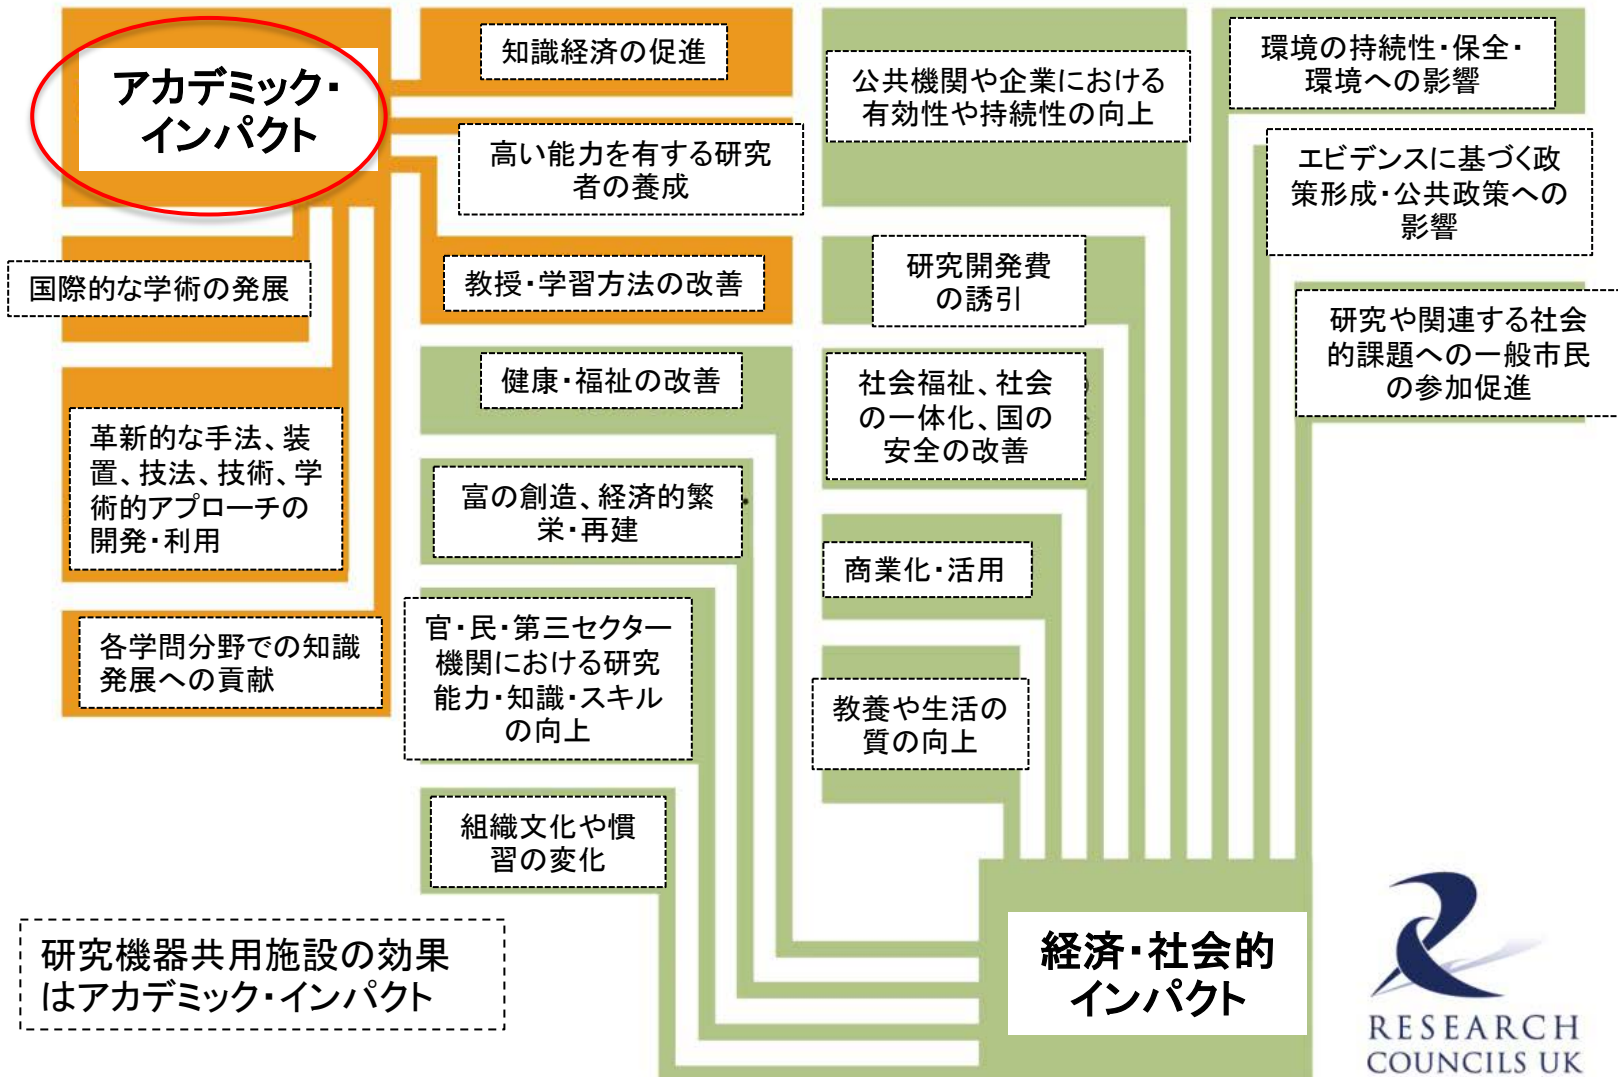 アカデミック・
インパクト
知識経済の促進
高い能力を有する研究
者の養成
教授・学習方法の改善
国際的な学術の発展
革新的な手法、装
置、技法、技術、学
術的アプローチの
開発・利用
各学問分野での知識
発展への貢献
健康・福祉の改善
富の創造、経済的繁
栄・再建
官・民・第三セクター
機関における研究
能力・知識・スキル
の向上
組織文化や慣
習の変化
公共機関や企業における
有効性や持続性の向上
研究開発費
の誘引
社会福祉、社会
の一体化、国の
安全の改善
商業化・活用
教養や生活の
質の向上
環境の持続性・保全・
環境への影響
エビデンスに基づく政
策形成・公共政策への
影響
研究や関連する社会
的課題への一般市民
の参加促進
経済・社会的
インパクト
研究機器共用施設の効果
はアカデミック・インパクト
RESEARCH
COUNCILS UK